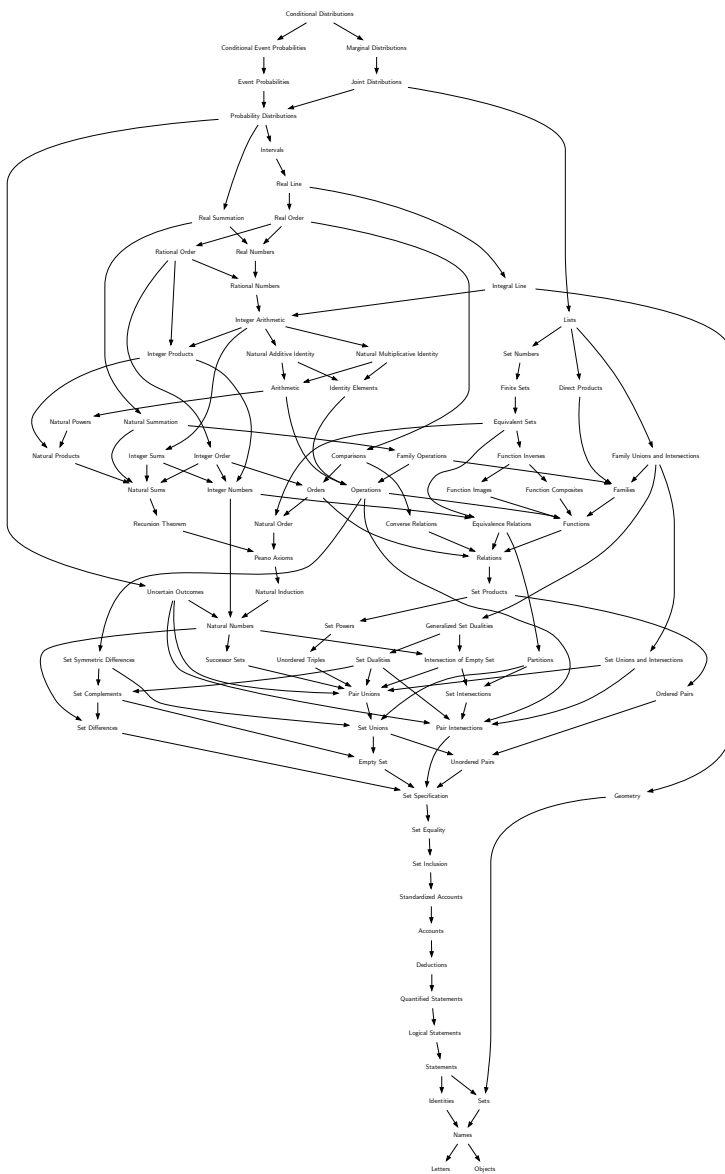 Conditional Distributions
Conditional Event Probabilities Marginal Distributions
Event Probabilities Joint Distributions
Probability Distributions
Intervals
Real Line
Real Summation Real Order
Rational Order Real Numbers
Rational Numbers Integral Line
Integer Arithmetic Lists
Integer Products Natural Additive Identity Natural Multiplicative Identity Set Numbers
Arithmetic Identity Elements Finite Sets Direct Products
Natural Powers Natural Summation Equivalent Sets
Natural Products Integer Sums Integer Order Comparisons Family Operations Function Inverses Family Unions and Intersections
Natural Sums Integer Numbers Orders Operations Function Images Function Composites Families
Recursion Theorem Natural Order Converse Relations Equivalence Relations Functions
Peano Axioms Relations
Uncertain Outcomes Natural Induction Set Products
Natural Numbers Set Powers Generalized Set Dualities
Set Symmetric Differences Successor Sets Unordered Triples Set Dualities Intersection of Empty Set Partitions Set Unions and Intersections
Set Complements Pair Unions Set Intersections Ordered Pairs
Set Differences Set Unions Pair Intersections
Empty Set Unordered Pairs
Set Specification Geometry
Set Equality
Set Inclusion
Standardized Accounts
Accounts
Deductions
Quantified Statements
Logical Statements
Statements
Identities Sets
Names
Letters Objects